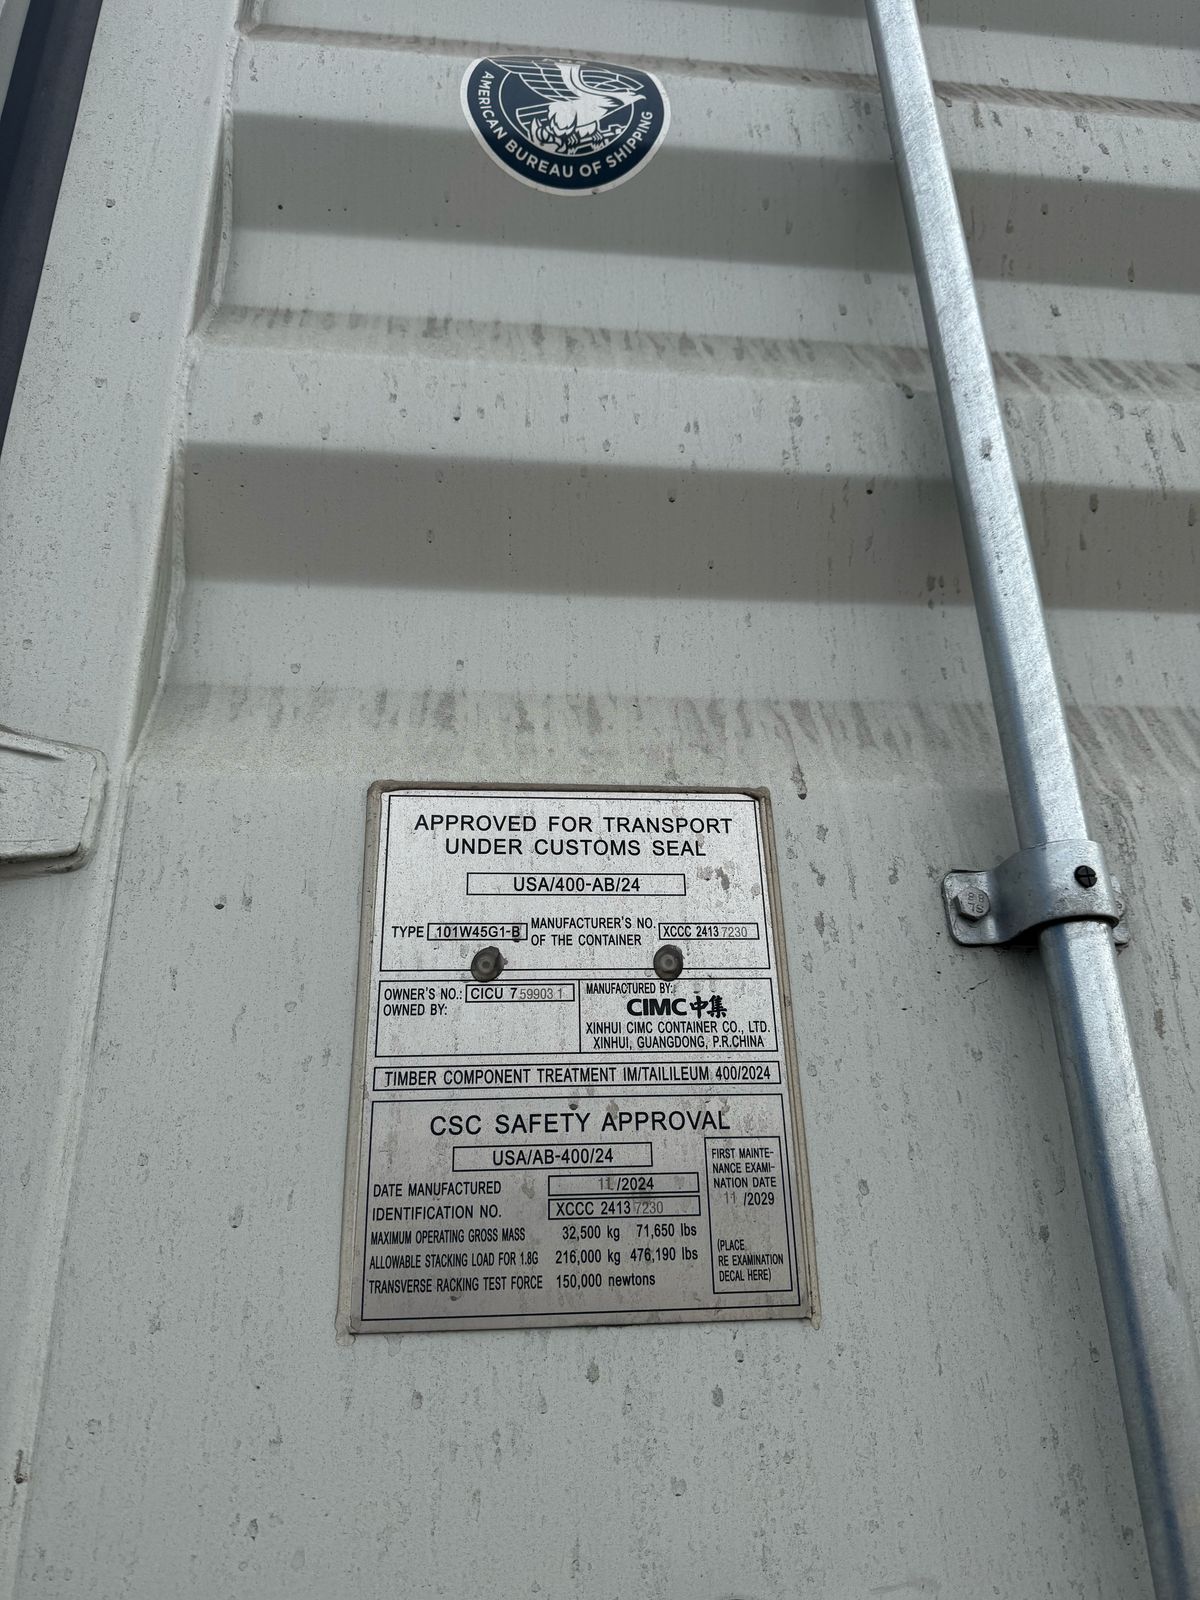 AMERICAN BUREAU OF SHIPPING
APPROVED FOR TRANSPORT
UNDER CUSTOMS SEAL
USA/400-AB/24
TYPE 101W45G1-B
MANUFACTURER'S NO.
OF THE CONTAINER
XCCC 2413 7230
OWNER'S NO.: CICU 7 59903 1
OWNED BY:
MANUFACTURED BY:
CIMC中集
XINHUI CIMC CONTAINER CO., LTD.
XINHUI, GUANGDONG, P.R.CHINA
TIMBER COMPONENT TREATMENT IM/TAILILEUM 400/2024
CSC SAFETY APPROVAL
USA/AB-400/24
DATE MANUFACTURED 11 /2024
IDENTIFICATION NO. XCCC 2413 7230
MAXIMUM OPERATING GROSS MASS 32,500 kg 71,650 lbs
ALLOWABLE STACKING LOAD FOR 1.8G 216,000 kg 476,190 lbs
TRANSVERSE RACKING TEST FORCE 150,000 newtons
FIRST MAINTE-
NANCE EXAMI-
NATION DATE
11 /2029
(PLACE
RE EXAMINATION
DECAL HERE)